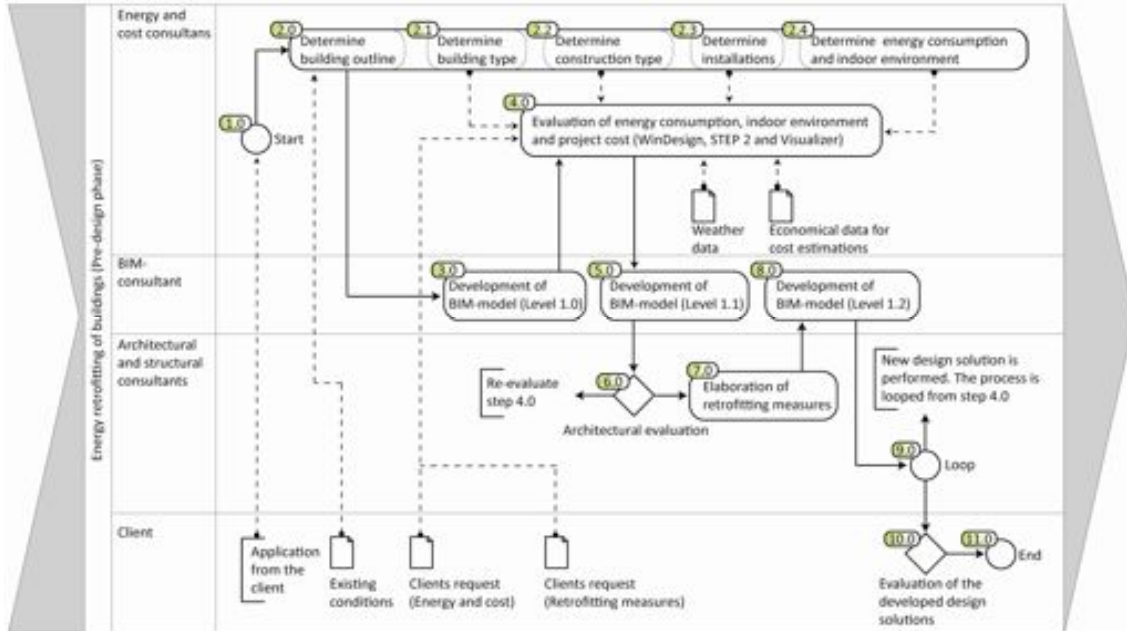 Energy retrofitting of buildings (Pre-design phase)
Energy and
cost consultans
2.0
Determine
building outline
2.1
Determine
building type
2.2
Determine
construction type
2.3
Determine
installations
2.4
Determine energy consumption
and indoor environment
1.0
Start
4.0
Evaluation of energy consumption, indoor environment
and project cost (WinDesign, STEP 2 and Visualizer)
Weather
data
Economical data for
cost estimations
BIM-
consultant
3.0
Development of
BIM-model (Level 1.0)
5.0
Development of
BIM-model (Level 1.1)
8.0
Development of
BIM-model (Level 1.2)
Architectural
and structural
consultants
Re-evaluate
step 4.0
6.0
Architectural evaluation
7.0
Elaboration of
retrofitting measures
New design solution is
performed. The process is
looped from step 4.0
9.0
Loop
Client
Application
from the
client
Existing
conditions
Clients request
(Energy and cost)
Clients request
(Retrofitting measures)
10.0
Evaluation of the
developed design
solutions
11.0
End